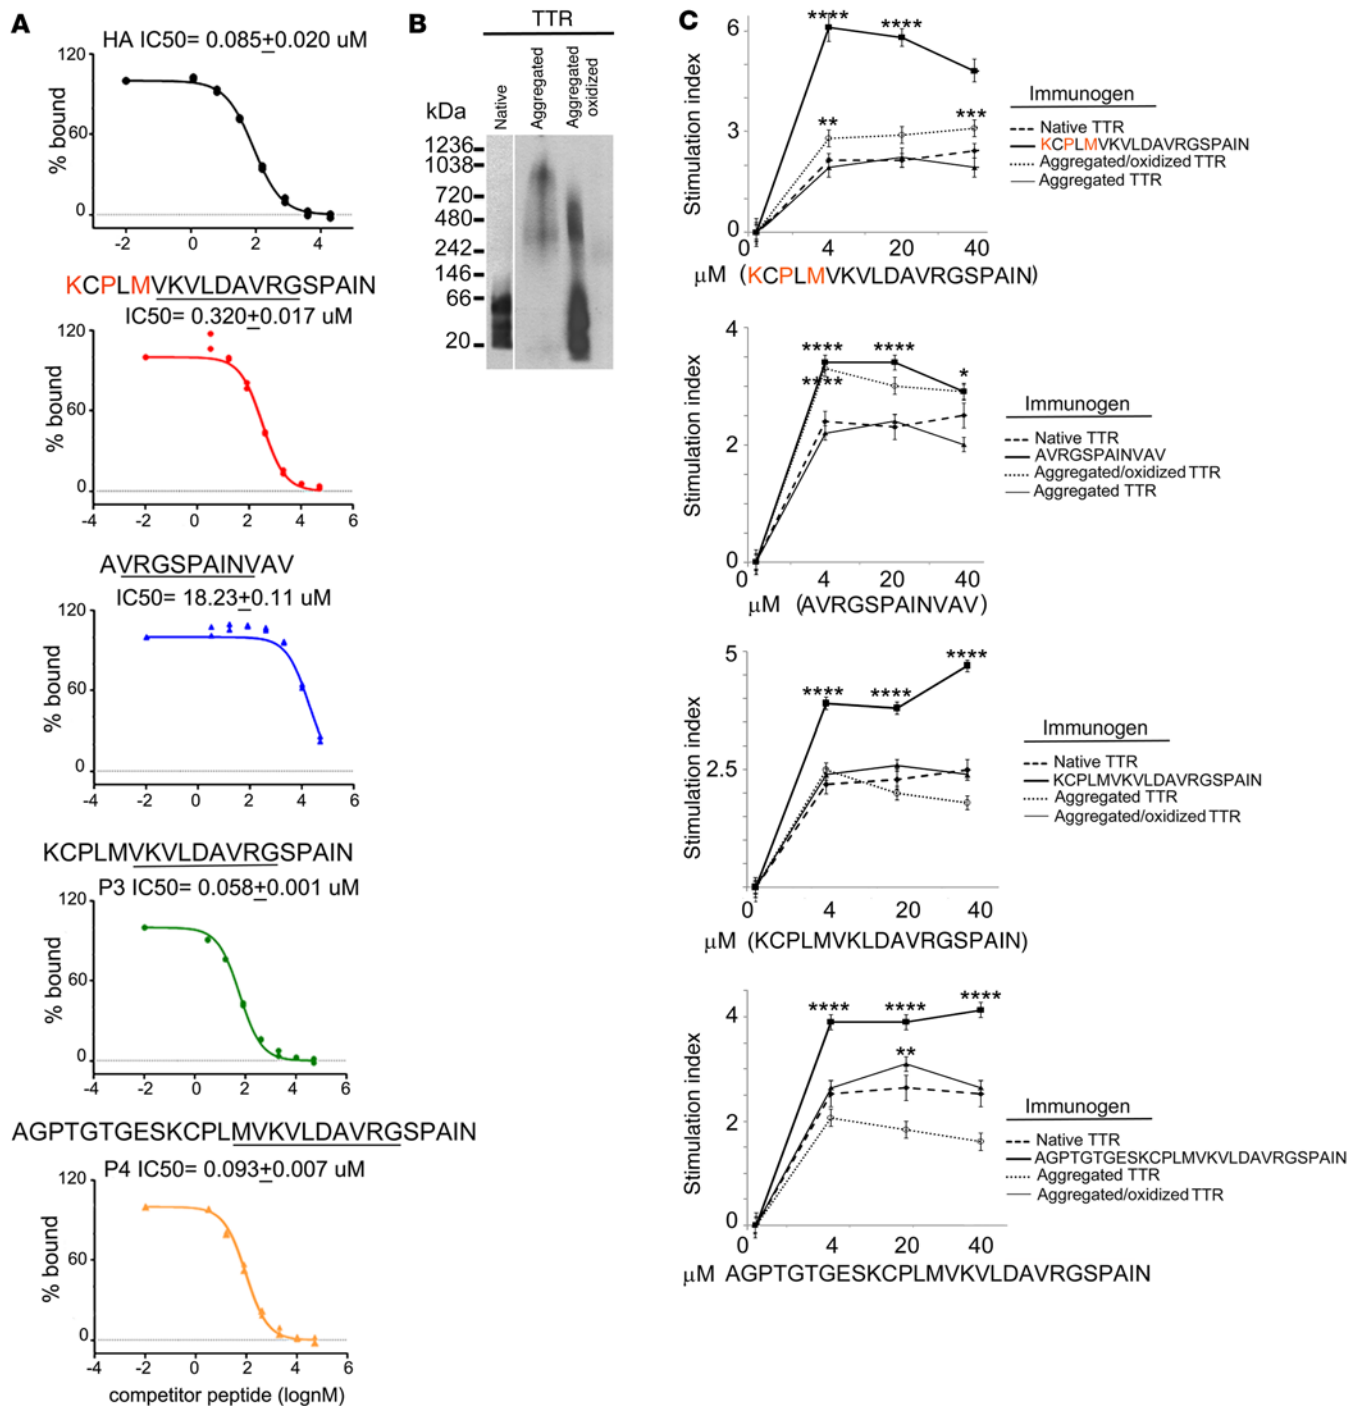 A
HA IC50= 0.085±0.020 uM
120
60
0
% bound
-2
0
2
4
KCPLMVKVLDAVRGSPAIN
IC50= 0.320±0.017 uM
120
60
0
% bound
-4
-2
0
2
4
6
AVRGSPAINVAV
IC50= 18.23±0.11 uM
120
60
0
% bound
-4
-2
0
2
4
6
KCPLMVKVLDAVRGSPAIN
P3 IC50= 0.058±0.001 uM
120
60
0
% bound
-4
-2
0
2
4
6
AGPTGTGESKCPLMVKVLDAVRGSPAIN
P4 IC50= 0.093±0.007 uM
120
60
0
% bound
-4
-2
0
2
4
6
competitor peptide (lognM)
B
TTR
Native
Aggregated
Aggregated
oxidized
kDa
1236
1038
720
480
242
146
66
20
C
6
3
0
Stimulation index
****
****
**
***
0
4
20
40
μM (KCPLMVKVLDAVRGSPAIN)
Immunogen
Native TTR
KCPLMVKVLDAVRGSPAIN
Aggregated/oxidized TTR
Aggregated TTR
4
2
0
Stimulation index
****
****
*
****
0
4
20
40
μM (AVRGSPAINVAV)
Immunogen
Native TTR
AVRGSPAINVAV
Aggregated/oxidized TTR
Aggregated TTR
5
2.5
Stimulation index
****
****
****
0
4
20
40
μM (KCPLMVKLDAVRGSPAIN)
Immunogen
Native TTR
KCPLMVKVLDAVRGSPAIN
Aggregated TTR
Aggregated/oxidized TTR
4
2
0
Stimulation index
****
****
****
**
0
4
20
40
μM AGPTGTGESKCPLMVKVLDAVRGSPAIN
Immunogen
Native TTR
AGPTGTGESKCPLMVKVLDAVRGSPAIN
Aggregated TTR
Aggregated/oxidized TTR